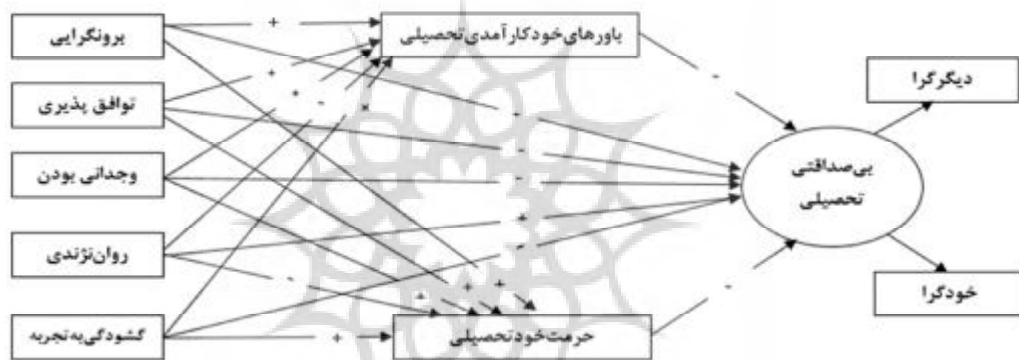 برونگرایی
توافق پذیری
وجدانی بودن
روان‌نژندی
گشودگی به تجربه
باورهای خودکارآمدی تحصیلی
حرمت خود تحصیلی
بی‌صداقتی
تحصیلی
دیگرگرا
خودگرا
+
+
+
-
+
-
-
-
-
+
-
-
+
+
+
+
-